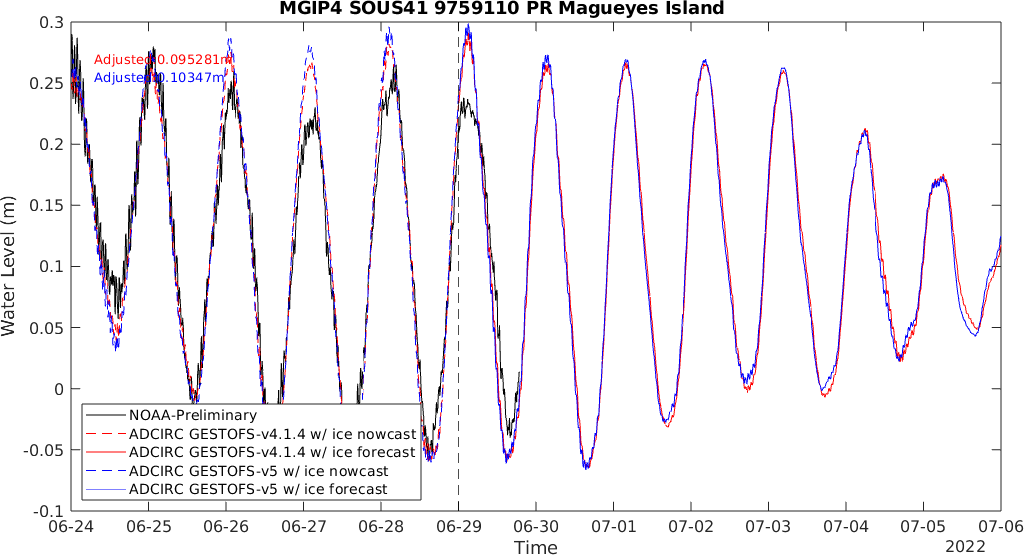 MGIP4 SOUS41 9759110 PR Magueyes Island
Water Level (m)
0.3
0.25
0.2
0.15
0.1
0.05
0
-0.05
-0.1
Adjusted 0.095281m
Adjusted 0.10347m
NOAA-Preliminary
ADCIRC GESTOFS-v4.1.4 w/ ice nowcast
ADCIRC GESTOFS-v4.1.4 w/ ice forecast
ADCIRC GESTOFS-v5 w/ ice nowcast
ADCIRC GESTOFS-v5 w/ ice forecast
06-24 06-25 06-26 06-27 06-28 06-29 06-30 07-01 07-02 07-03 07-04 07-05 07-06
Time
2022